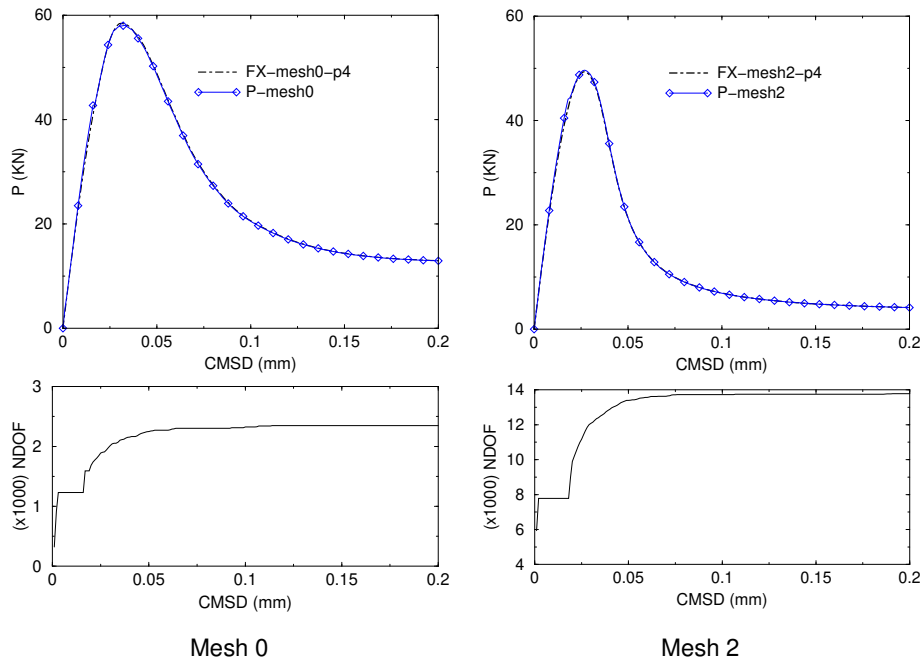 60
40
20
0
P (KN)
FX-mesh0-p4
P-mesh0
0 0.05 0.1 0.15 0.2
CMSD (mm)
60
40
20
0
P (KN)
FX-mesh2-p4
P-mesh2
0 0.05 0.1 0.15 0.2
CMSD (mm)
3
2
1
0
(x1000) NDOF
0 0.05 0.1 0.15 0.2
CMSD (mm)
14
12
10
8
6
4
(x1000) NDOF
0 0.05 0.1 0.15 0.2
CMSD (mm)
Mesh 0
Mesh 2